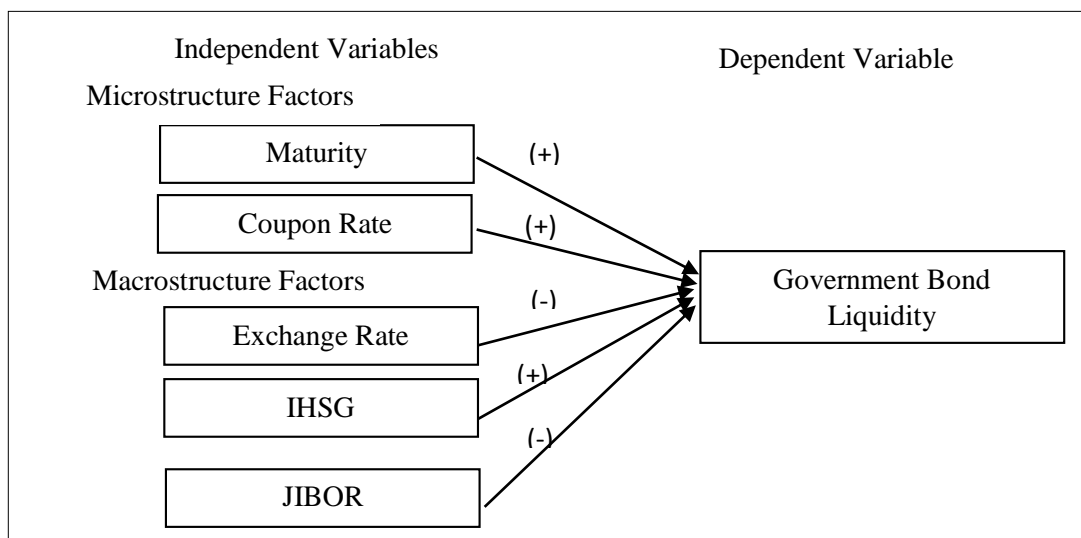 Independent Variables
Dependent Variable
Microstructure Factors
Maturity
(+)
Coupon Rate
(+)
Government Bond
Liquidity
Macrostructure Factors
(-)
Exchange Rate
(+)
IHSG
(-)
JIBOR